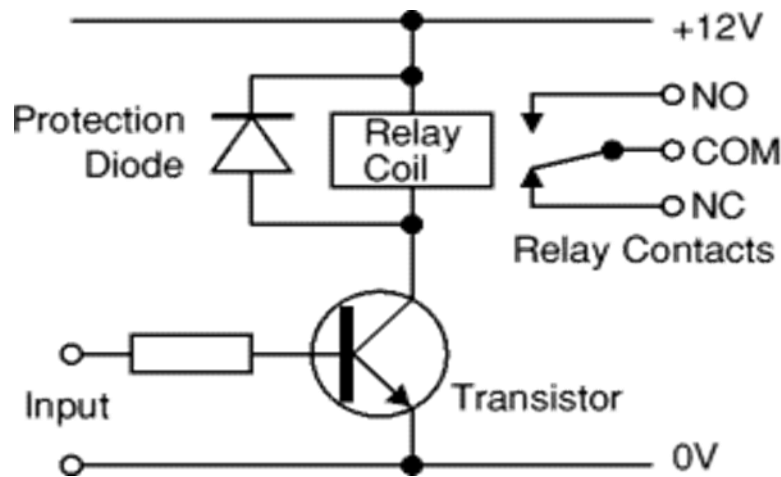 +12V
Protection
Diode
Relay
Coil
NO
COM
NC
Relay Contacts
Input
Transistor
0V